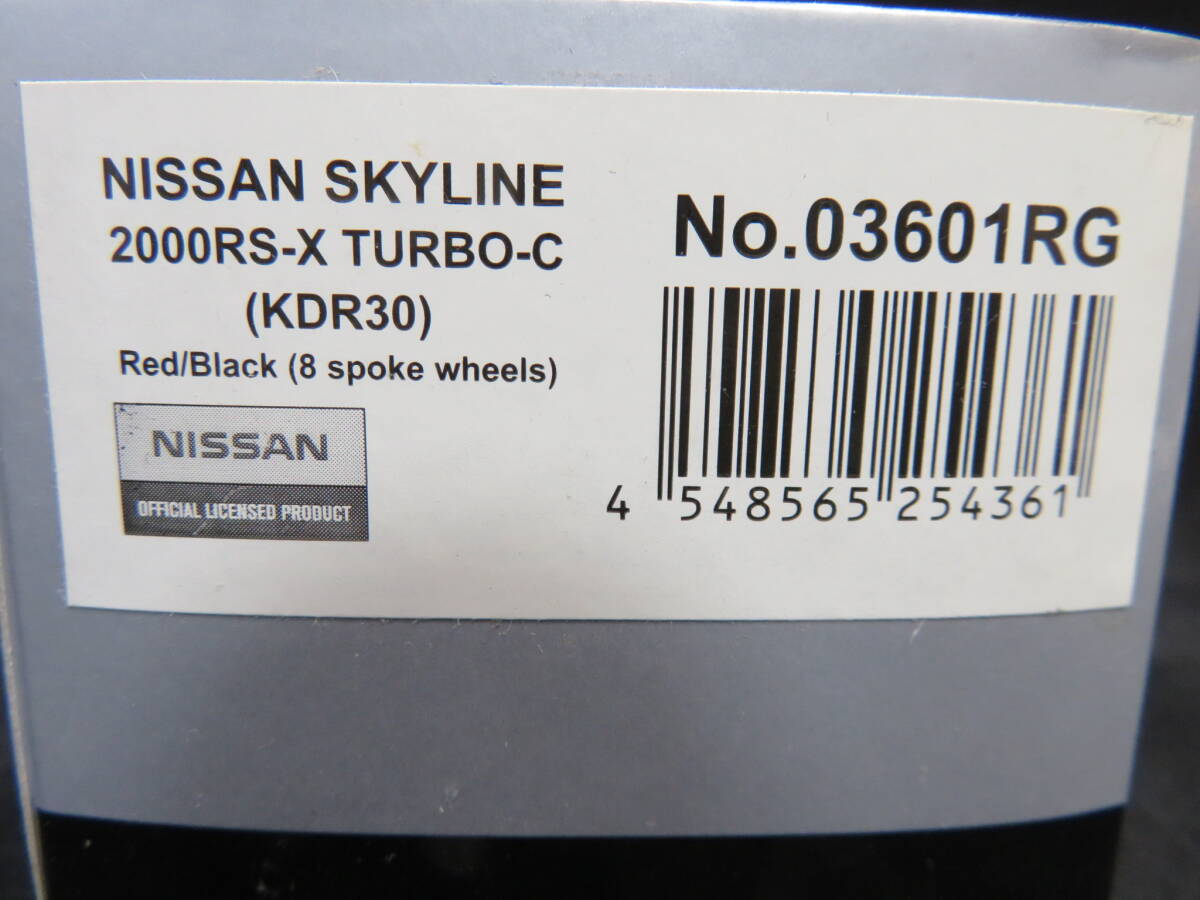 NISSAN SKYLINE
2000RS-X TURBO-C
(KDR30)
Red/Black (8 spoke wheels)
NISSAN
OFFICIAL LICENSED PRODUCT
No.03601RG
4 548565 254361